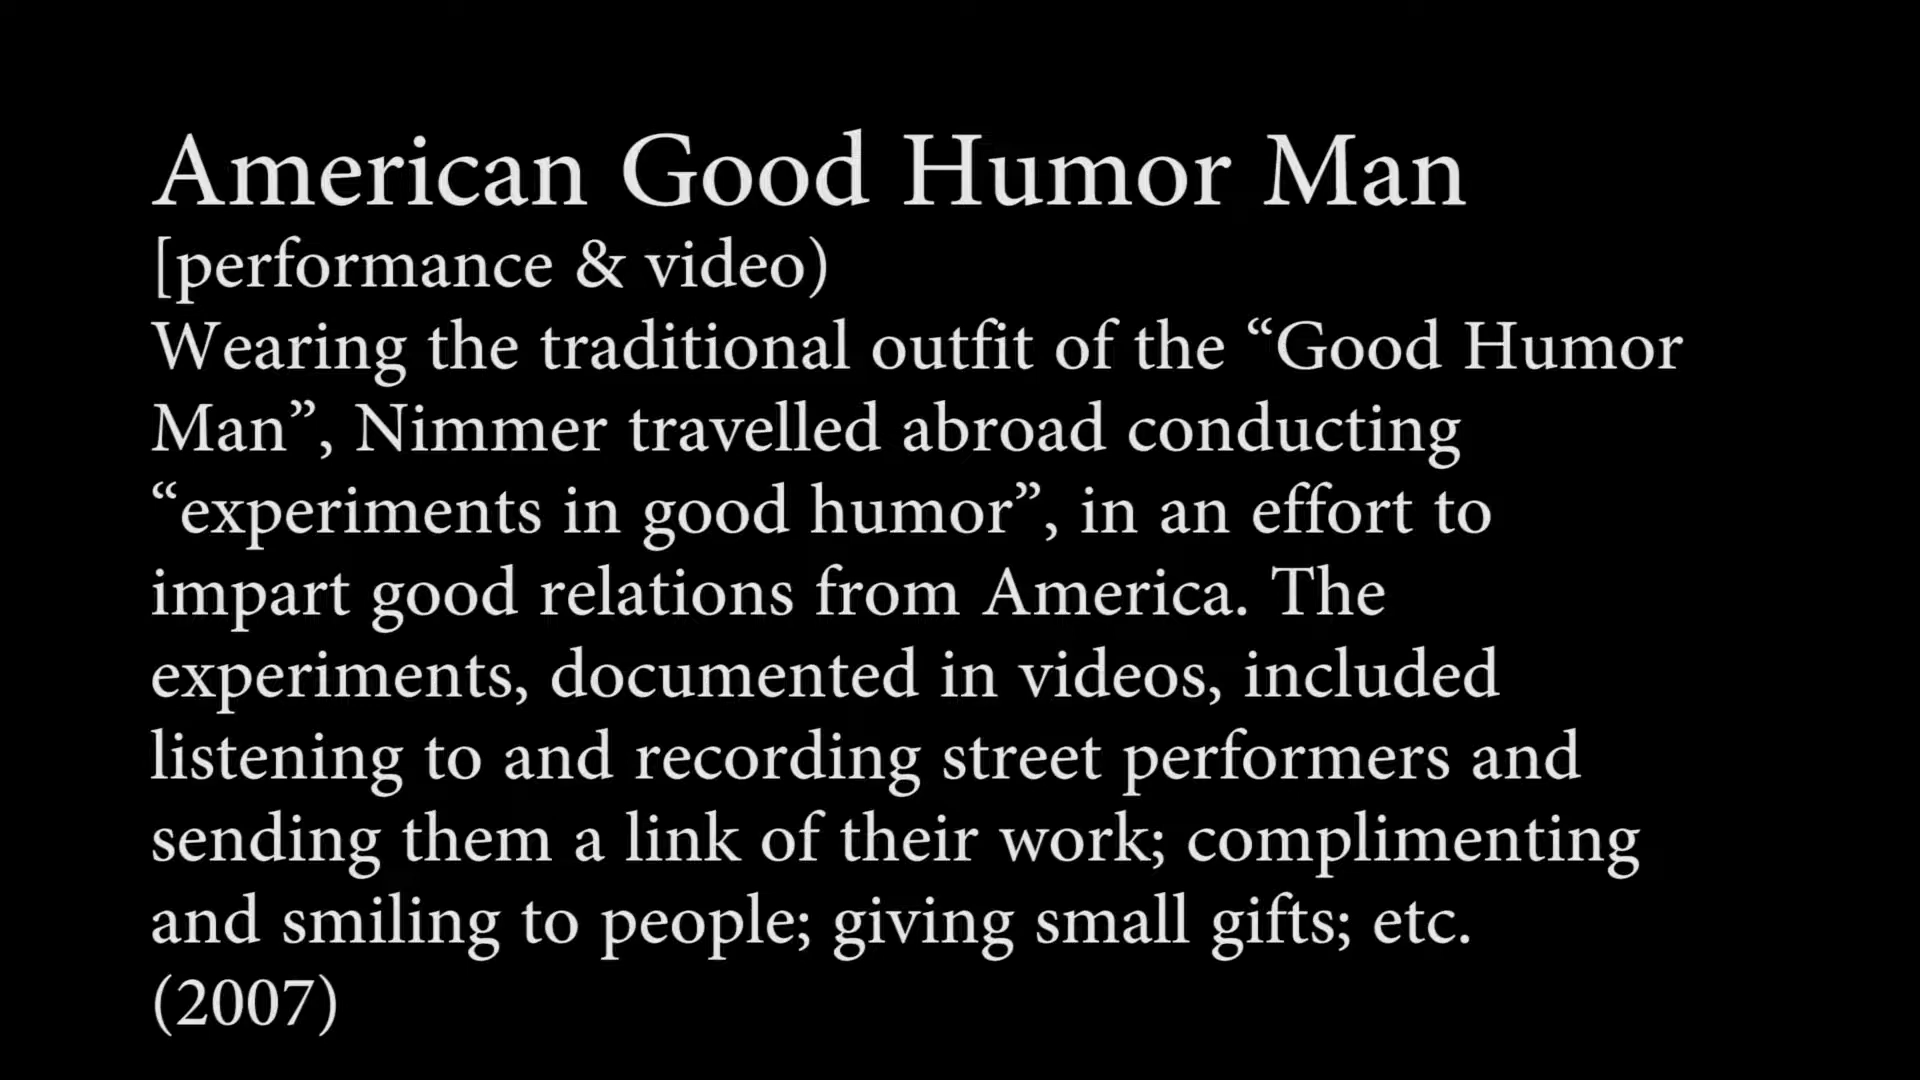 American Good Humor Man
[performance & video)
Wearing the traditional outfit of the “Good Humor
Man”, Nimmer travelled abroad conducting
“experiments in good humor”, in an effort to
impart good relations from America. The
experiments, documented in videos, included
listening to and recording street performers and
sending them a link of their work; complimenting
and smiling to people; giving small gifts; etc.
(2007)